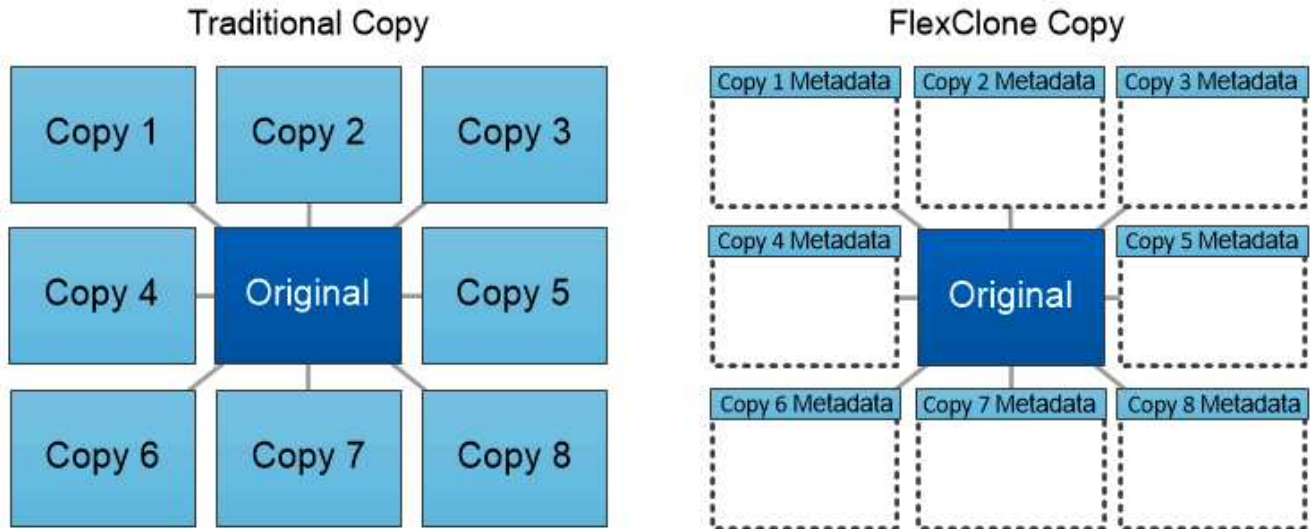 Traditional Copy
Copy 1
Copy 2
Copy 3
Copy 4
Original
Copy 5
Copy 6
Copy 7
Copy 8
FlexClone Copy
Copy 1 Metadata
Copy 2 Metadata
Copy 3 Metadata
Copy 4 Metadata
Original
Copy 5 Metadata
Copy 6 Metadata
Copy 7 Metadata
Copy 8 Metadata